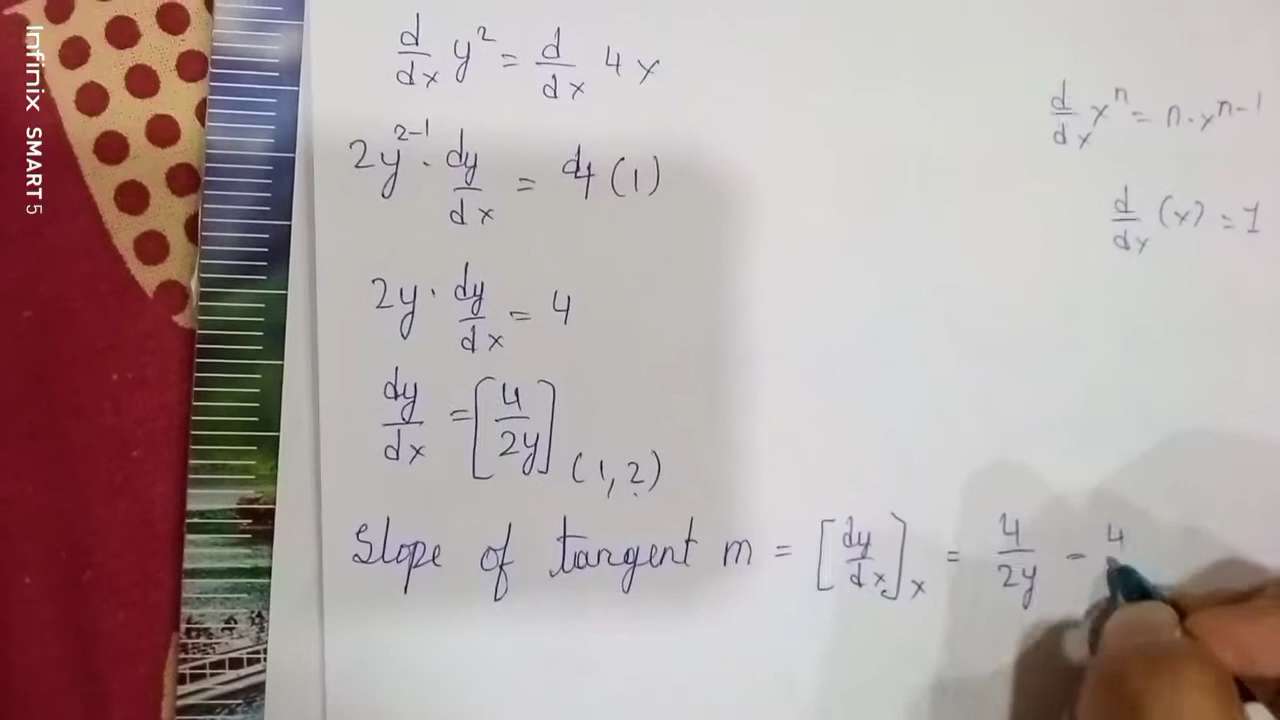 Infinix SMART 5
d/dx y² = d/dx 4x
d/dx xⁿ = n·xⁿ⁻¹
2y²⁻¹ · dy/dx = 4(1)
d/dx (x) = 1
2y · dy/dx = 4
dy/dx = [4/2y] (1,2)
Slope of tangent m = [dy/dx]ₓ = 4/2y = 4